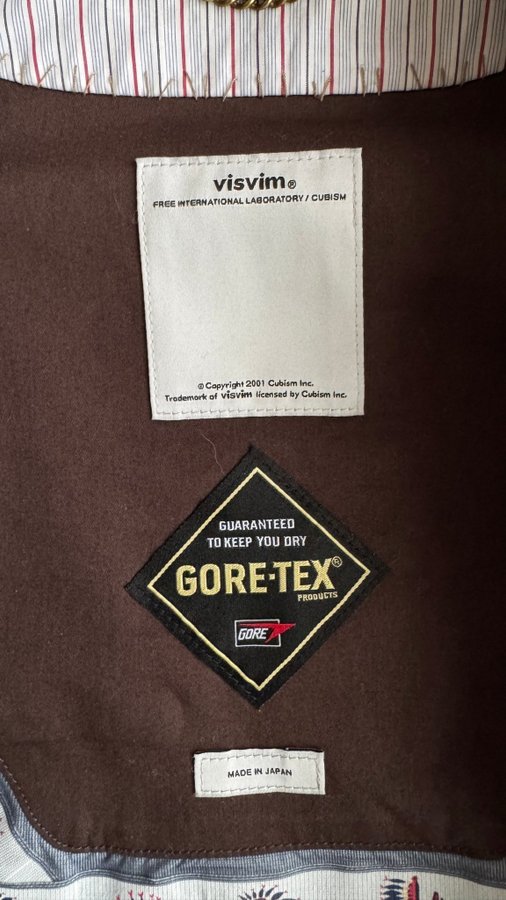 visvim®
FREE INTERNATIONAL LABORATORY / CUBISM
© Copyright 2001 Cubism Inc.
Trademark of visvim licensed by Cubism Inc.
GUARANTEED
TO KEEP YOU DRY
GORE-TEX®
PRODUCTS
GORE
MADE IN JAPAN